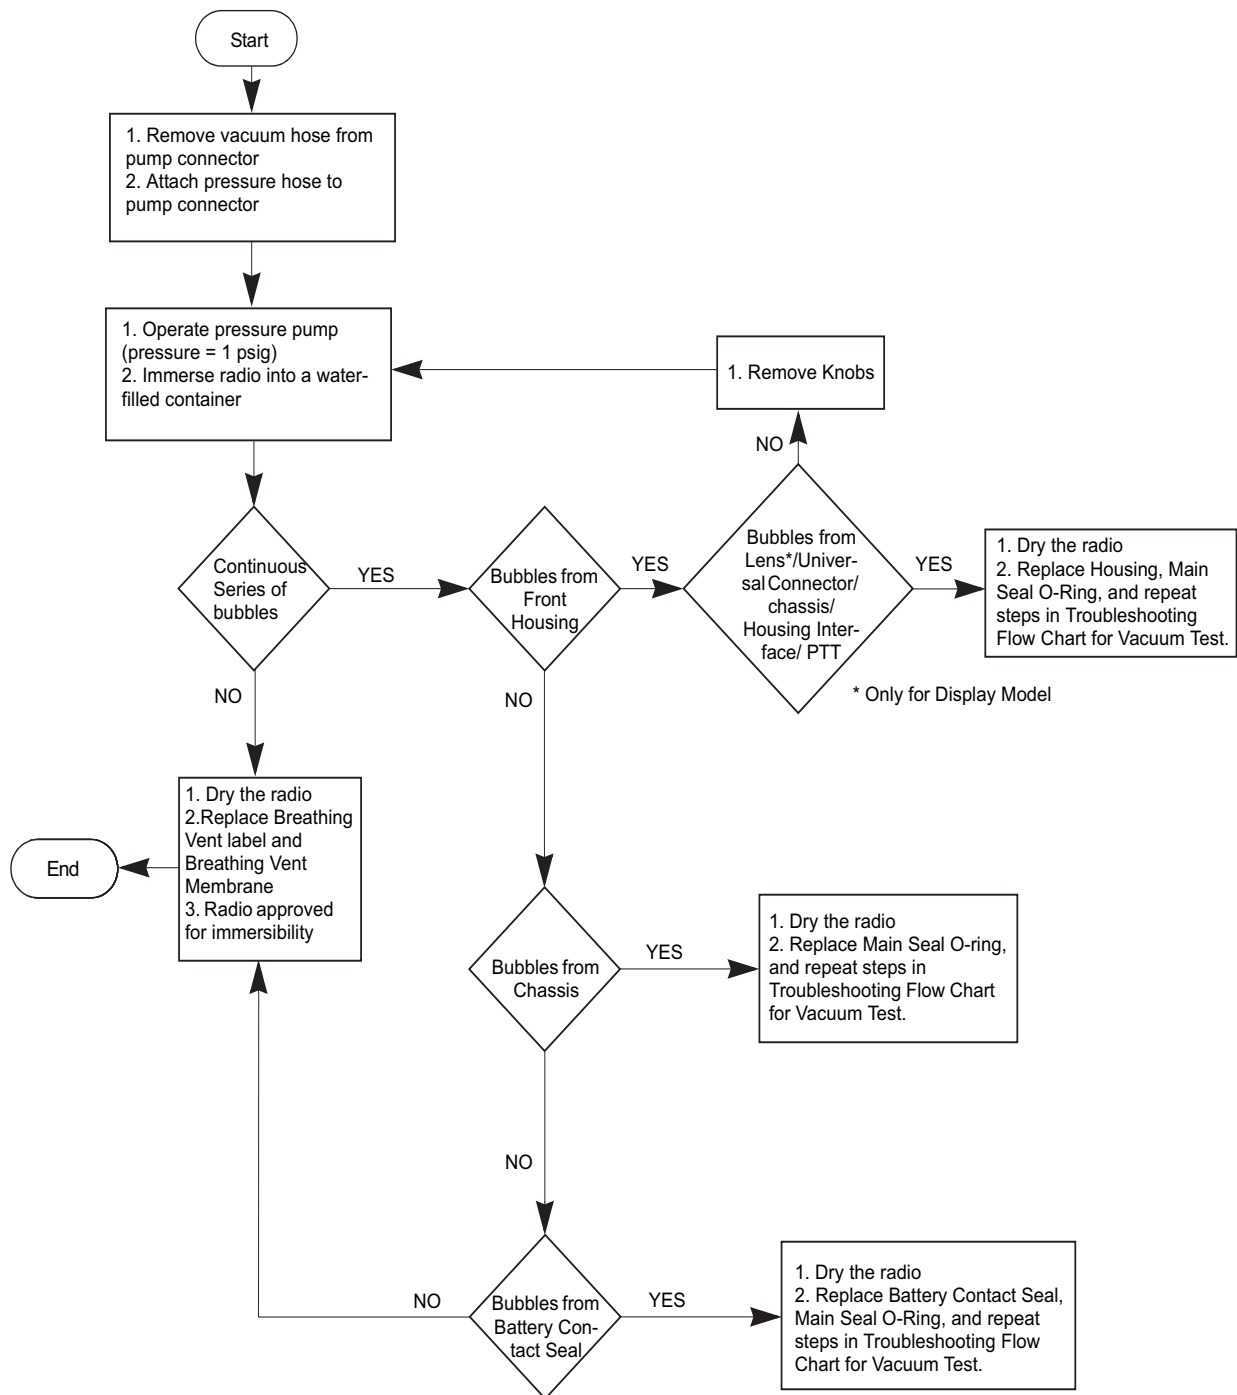 Start
1. Remove vacuum hose from
pump connector
2. Attach pressure hose to
pump connector
1. Operate pressure pump
(pressure = 1 psig)
2. Immerse radio into a water-
filled container
1. Remove Knobs
NO
Continuous
Series of
bubbles
YES
Bubbles from
Front
Housing
YES
Bubbles from
Lens*/Univer-
sal Connector/
chassis/
Housing Inter-
face/ PTT
YES
1. Dry the radio
2. Replace Housing, Main
Seal O-Ring, and repeat
steps in Troubleshooting
Flow Chart for Vacuum Test.
* Only for Display Model
NO
NO
1. Dry the radio
2.Replace Breathing
Vent label and
Breathing Vent
Membrane
3. Radio approved
for immersibility
End
Bubbles from
Chassis
YES
1. Dry the radio
2. Replace Main Seal O-ring,
and repeat steps in
Troubleshooting Flow Chart
for Vacuum Test.
NO
Bubbles from
Battery Con-
tact Seal
NO
YES
1. Dry the radio
2. Replace Battery Contact Seal,
Main Seal O-Ring, and repeat
steps in Troubleshooting Flow
Chart for Vacuum Test.